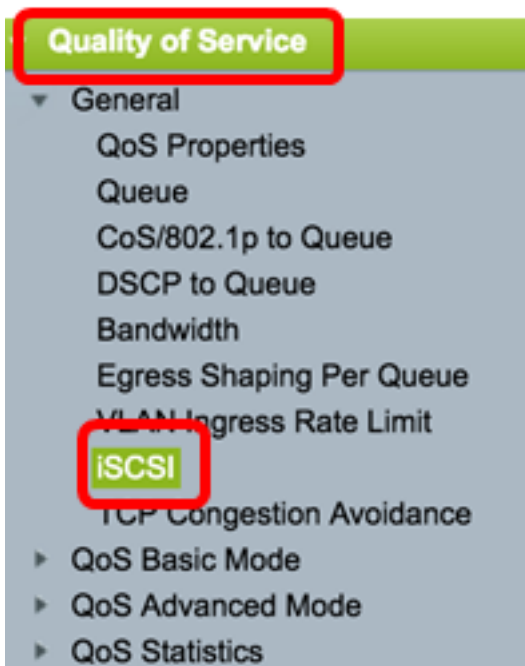 Quality of Service
General
QoS Properties
Queue
CoS/802.1p to Queue
DSCP to Queue
Bandwidth
Egress Shaping Per Queue
VLAN Ingress Rate Limit
iSCSI
TCP Congestion Avoidance
QoS Basic Mode
QoS Advanced Mode
QoS Statistics